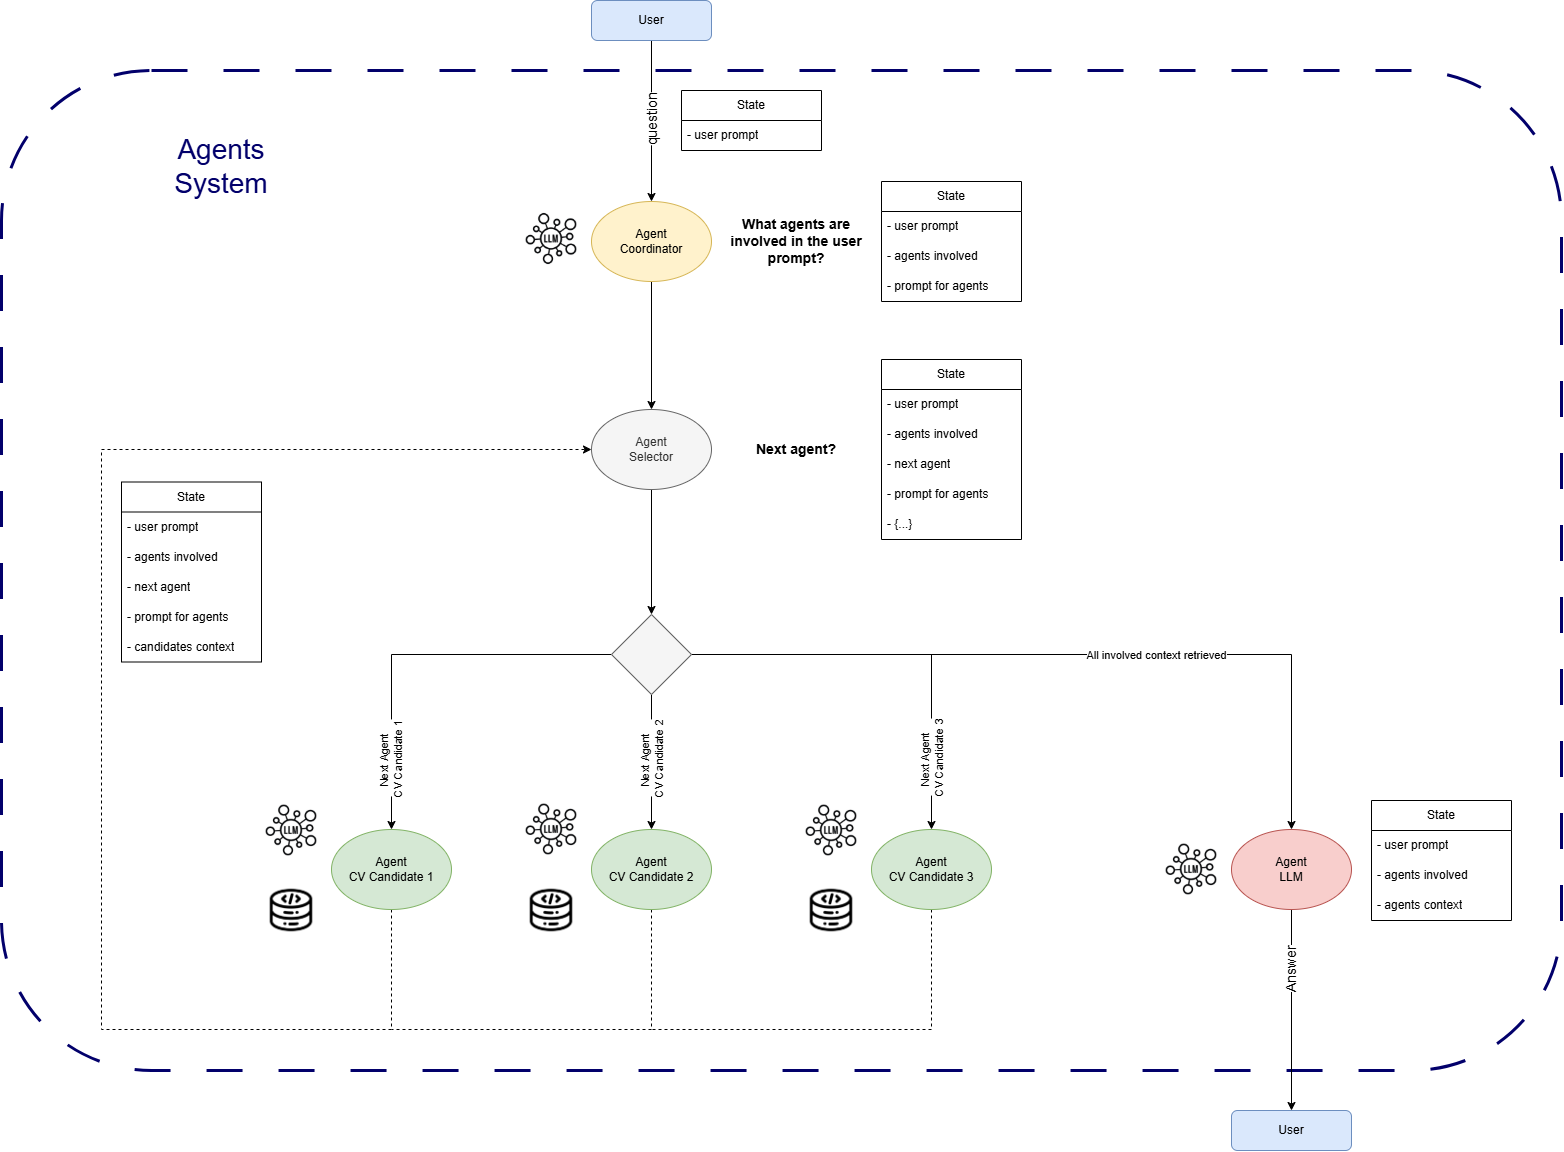 User
question
State
- user prompt
Agents
System
LLM
Agent
Coordinator
What agents are
involved in the user
prompt?
State
- user prompt
- agents involved
- prompt for agents
Agent
Selector
Next agent?
State
- user prompt
- agents involved
- next agent
- prompt for agents
- {...}
State
- user prompt
- agents involved
- next agent
- prompt for agents
- candidates context
All involved context retrieved
Next Agent
CV Candidate 1
Next Agent
CV Candidate 2
Next Agent
CV Candidate 3
LLM
Agent
CV Candidate 1
LLM
Agent
CV Candidate 2
LLM
Agent
CV Candidate 3
LLM
Agent
LLM
State
- user prompt
- agents involved
- agents context
Answer
User